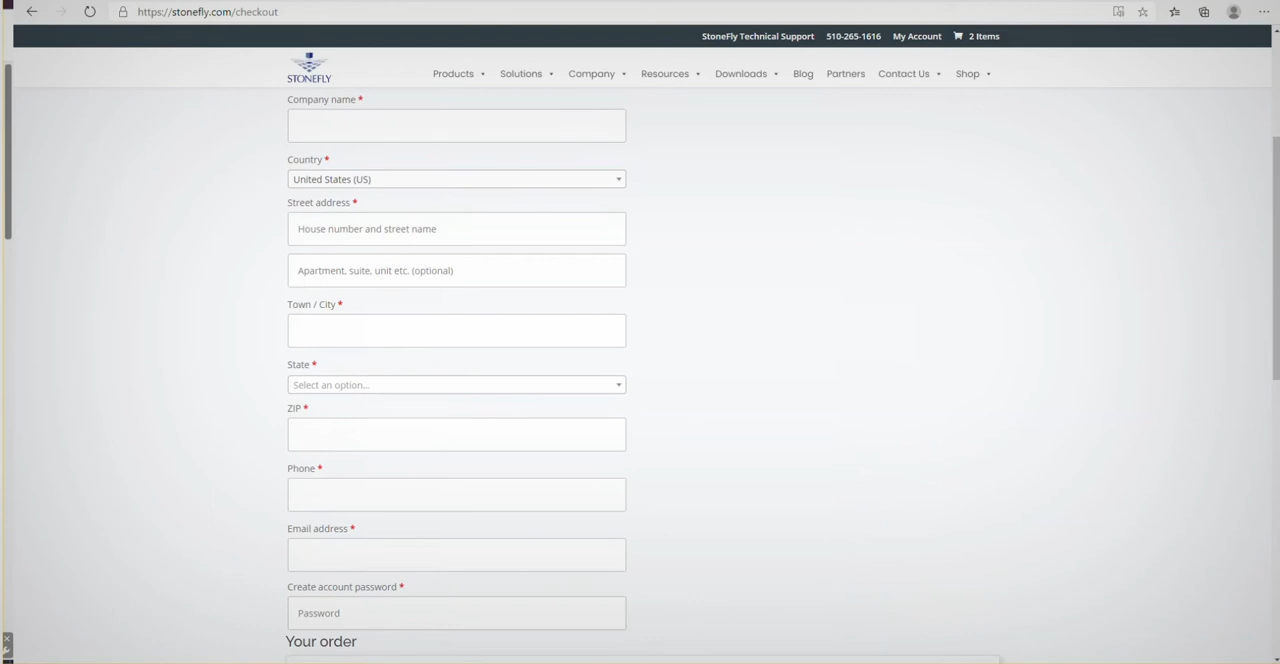 https://stonefly.com/checkout
StoneFly Technical Support 510-265-1616 My Account 2 Items
STONEFLY
Products Solutions Company Resources Downloads Blog Partners Contact Us Shop
Company name *
Country *
United States (US)
Street address *
House number and street name
Apartment, suite, unit etc. (optional)
Town / City *
State *
Select an option...
ZIP *
Phone *
Email address *
Create account password *
Password
Your order